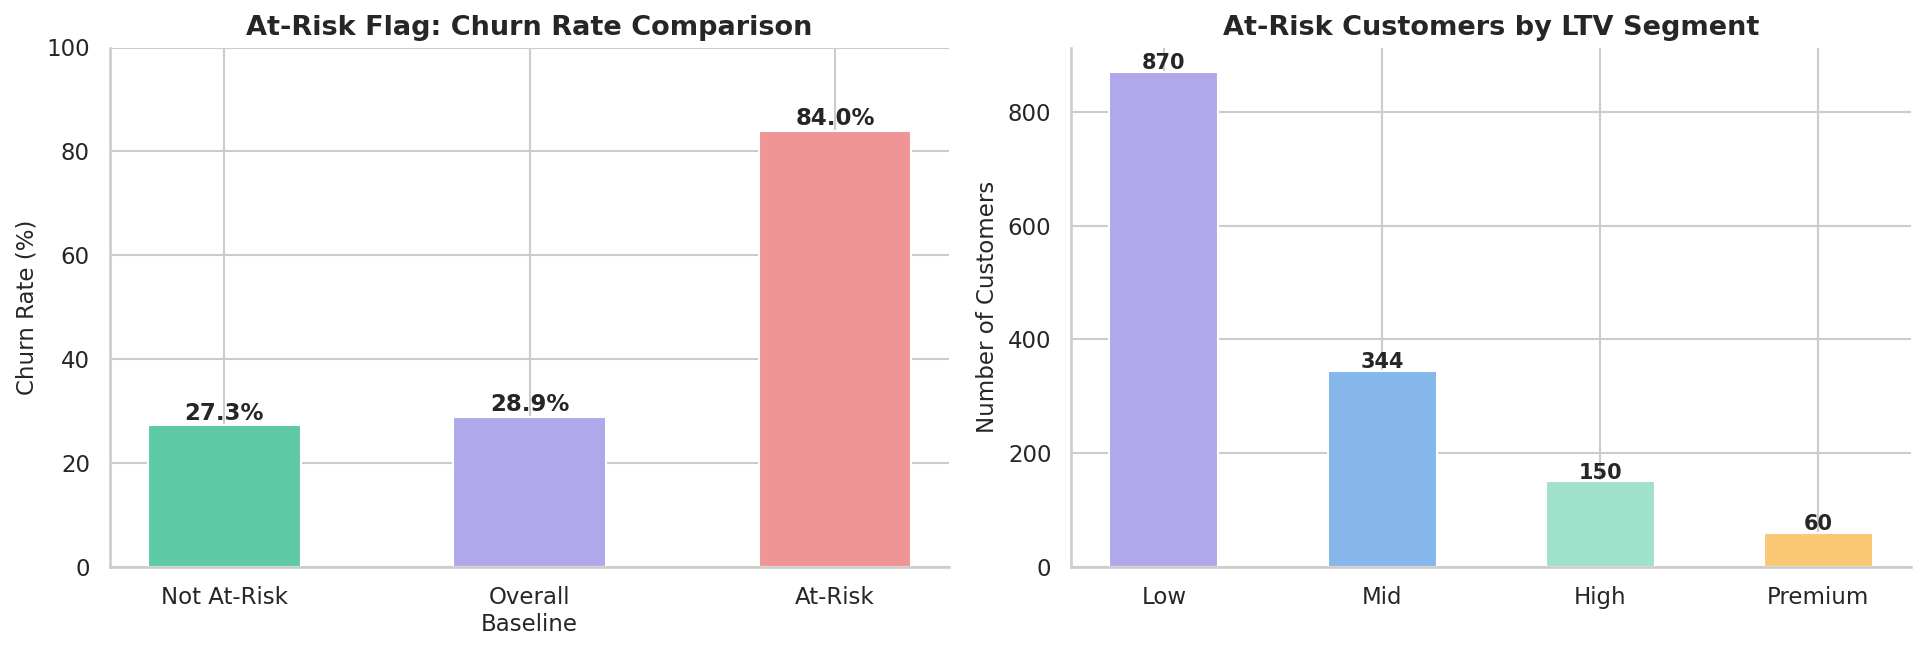 At-Risk Flag: Churn Rate Comparison
Churn Rate (%)
100
80
60
40
20
0
27.3%
28.9%
84.0%
Not At-Risk
Overall
Baseline
At-Risk
At-Risk Customers by LTV Segment
Number of Customers
800
600
400
200
0
870
344
150
60
Low
Mid
High
Premium